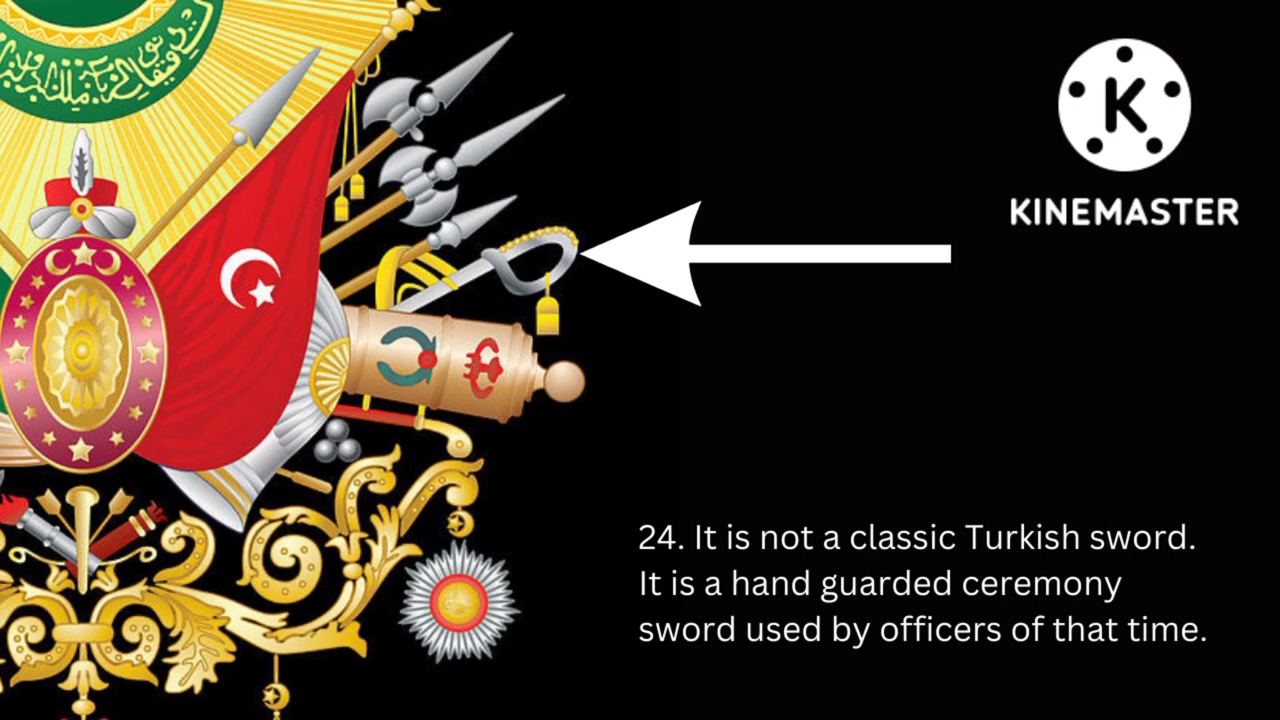 KINEMASTER
24. It is not a classic Turkish sword.
It is a hand guarded ceremony
sword used by officers of that time.